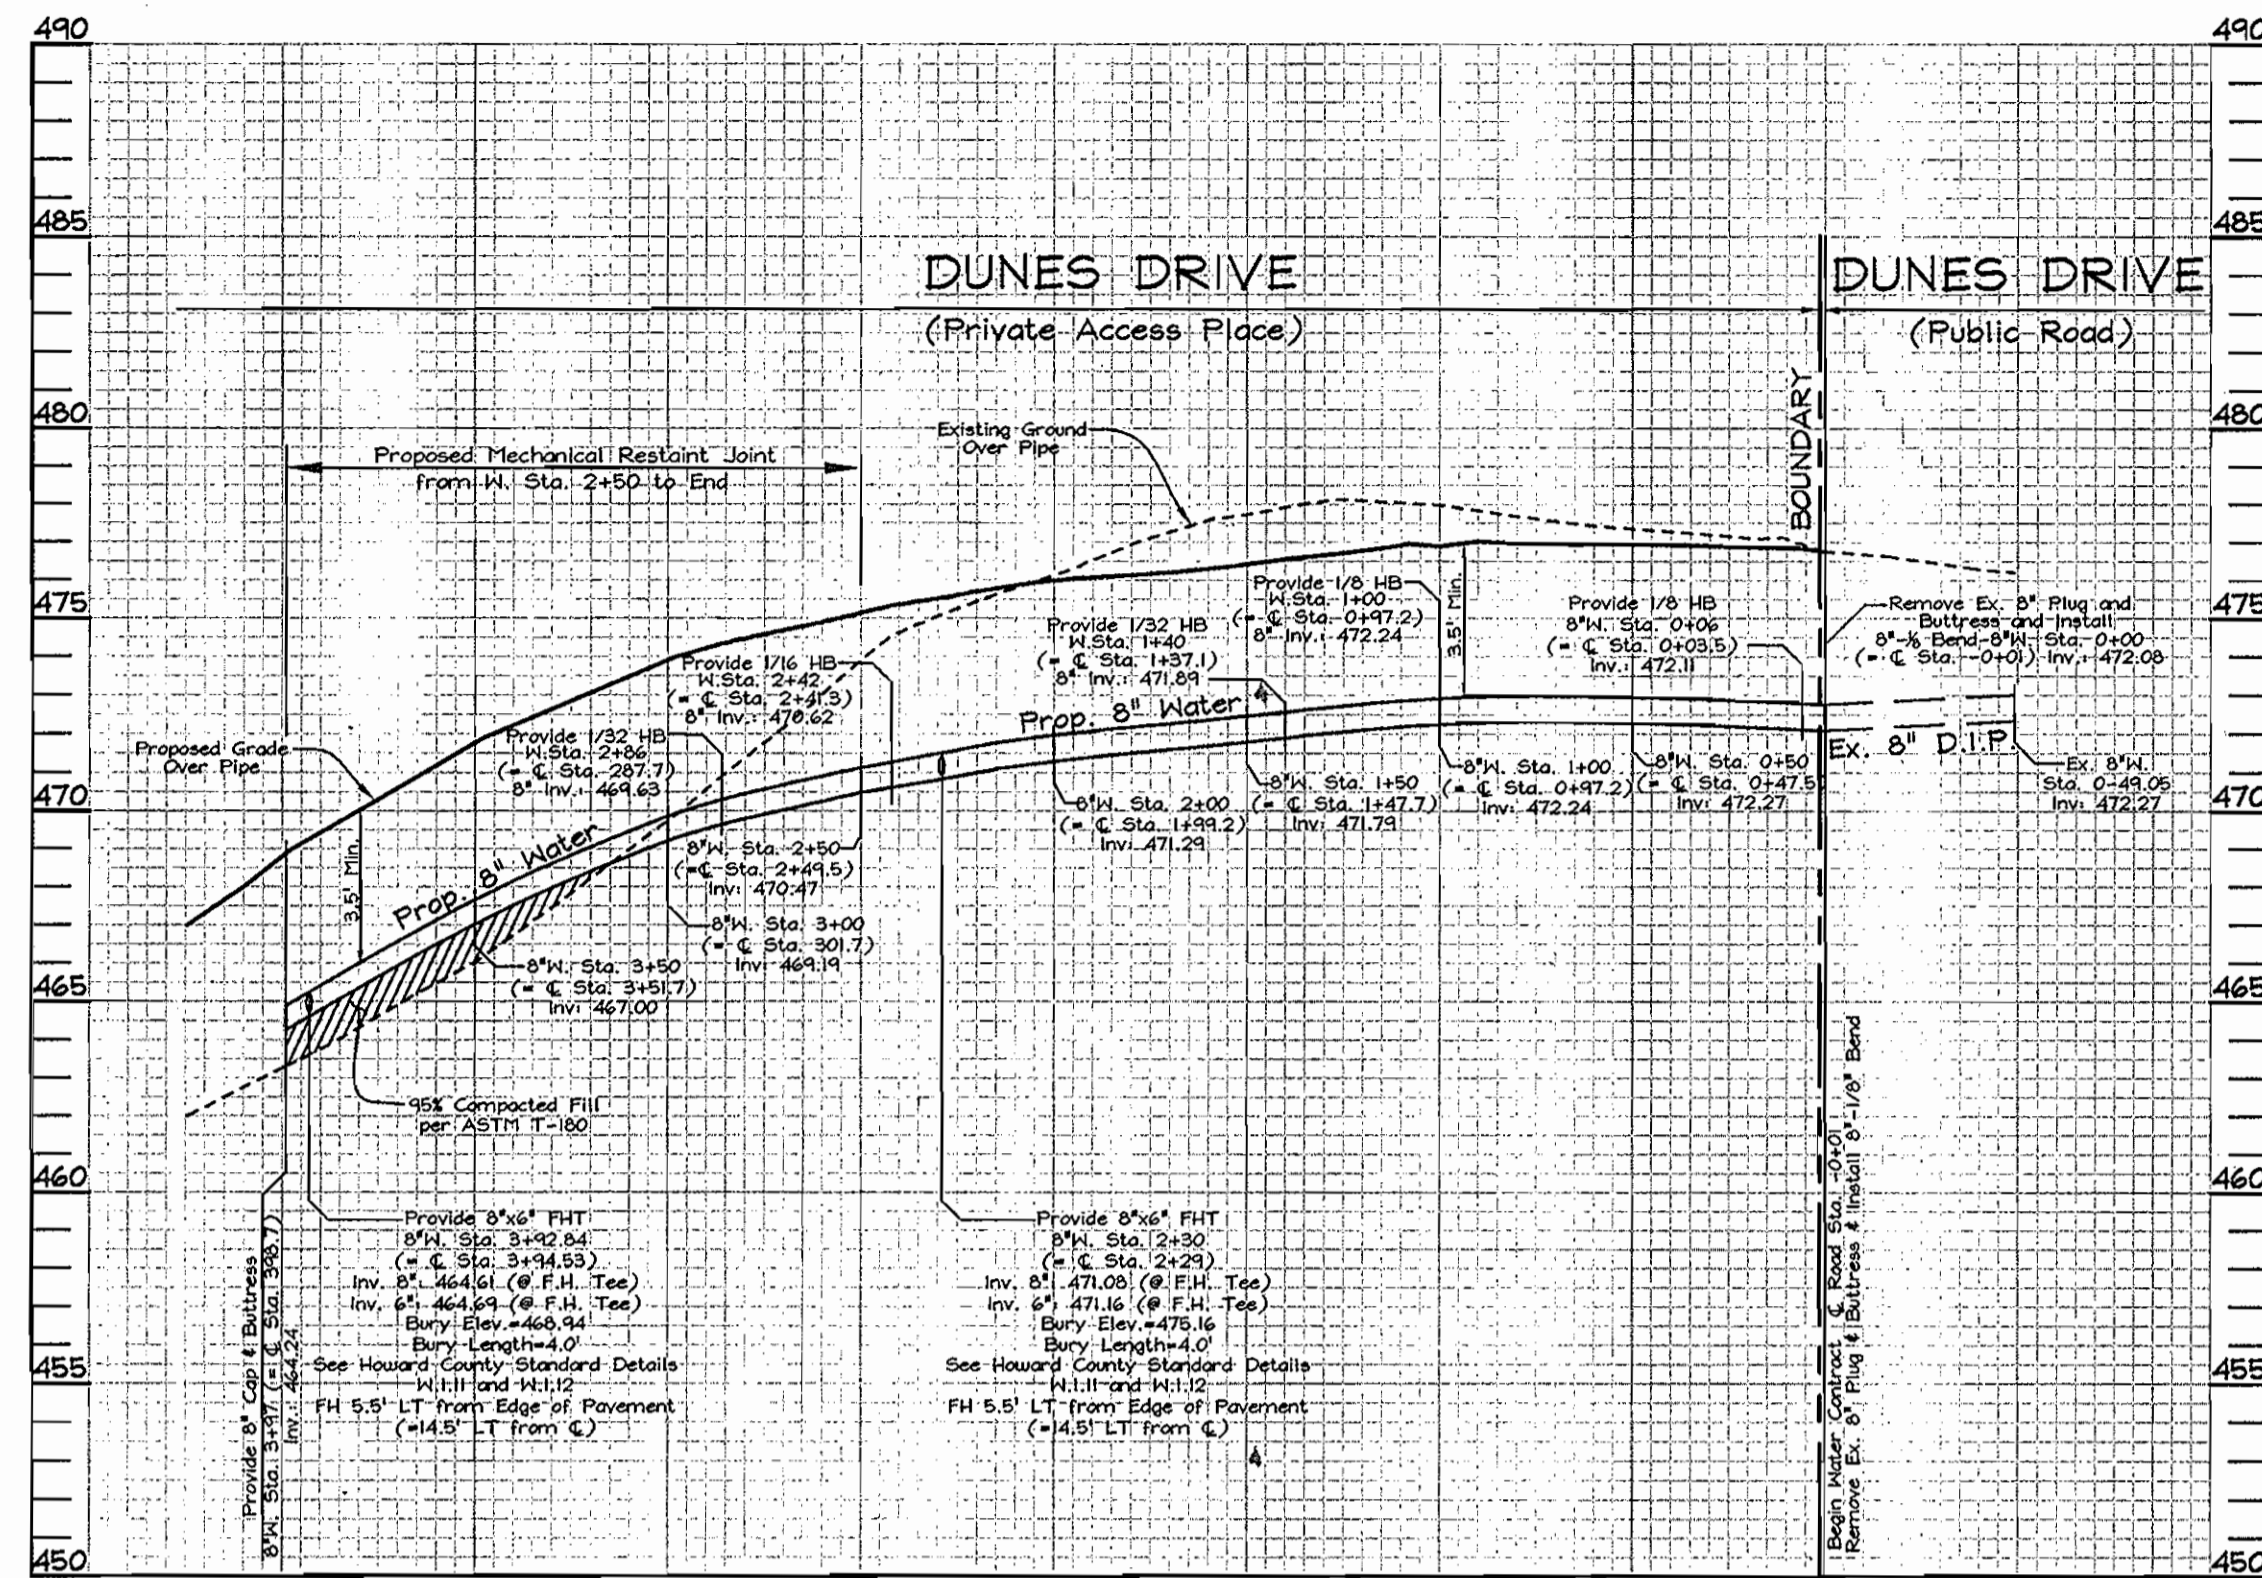 490
490
485
485
DUNES DRIVE
(Private Access Place)
DUNES DRIVE
(Public Road)
BOUNDARY
480
480
Existing Ground
Over Pipe
Proposed Mechanical Restaint Joint
from W. Sta. 2+50 to End
475
475
Provide 1/8 HB
W.Sta. 1+00
(= ℄ Sta. 0+97.2)
8" Inv.: 472.24
3.5' Min.
Provide 1/8 HB
8"W. Sta. 0+06
(= ℄ Sta. 0+03.5)
Inv.: 472.11
Remove Ex. 8" Plug and
Buttress and Install
8"-⅛ Bend-8"W. Sta. 0+00
(= ℄ Sta. -0+01) Inv.: 472.08
Provide 1/32 HB
W.Sta. 1+40
(= ℄ Sta. 1+37.1)
8" Inv.: 471.89
Provide 1/16 HB
W.Sta. 2+42
(= ℄ Sta. 2+41.3)
8" Inv.: 470.62
Prop. 8" Water
Provide 1/32 HB
W.Sta. 2+86
(= ℄ Sta. 287.7)
8" Inv.: 469.63
Proposed Grade
Over Pipe
Ex. 8" D.I.P.
Ex. 8"W.
Sta. 0-49.05
Inv: 472.27
8"W. Sta. 0+50
(= ℄ Sta. 0+47.5
Inv: 472.27
8"W. Sta. 1+00
(= ℄ Sta. 0+97.2)
Inv: 472.24
8"W. Sta. 1+50
(= ℄ Sta. 1+47.7)
Inv: 471.79
8"W. Sta. 2+00
(= ℄ Sta. 1+99.2)
Inv: 471.29
470
470
3.5' Min.
Prop. 8" Water
8"W. Sta. 2+50
(=℄ Sta. 2+49.5)
Inv: 470.47
8"W. Sta. 3+00
(= ℄ Sta. 301.7)
Inv: 469.19
8"W. Sta. 3+50
(= ℄ Sta. 3+51.7)
Inv: 467.00
465
465
95% Compacted Fill
per ASTM T-180
460
460
Provide 8"x6" FHT
8"W. Sta. 3+92.84
(= ℄ Sta. 3+94.53)
Inv. 8": 464.61 (@ F.H. Tee)
Inv. 6": 464.69 (@ F.H. Tee)
Bury Elev.=468.94
Bury Length=4.0'
See Howard County Standard Details
W.1.11 and W.1.12
FH 5.5' LT from Edge of Pavement
(=14.5' LT from ℄)
Provide 8"x6" FHT
8"W. Sta. 2+30
(= ℄ Sta. 2+29)
Inv. 8": 471.08 (@ F.H. Tee)
Inv. 6": 471.16 (@ F.H. Tee)
Bury Elev.=475.16
Bury Length=4.0'
See Howard County Standard Details
W.1.11 and W.1.12
FH 5.5' LT from Edge of Pavement
(=14.5' LT from ℄)
Provide 8" Cap & Buttress
8"W. Sta. 3+97 (= ℄ Sta. 398.7)
Inv.: 464.24
Begin Water Contract ℄ Road Sta. -0+01
Remove Ex. 8" Plug & Buttress & Install 8"-1/8" Bend
455
455
450
450